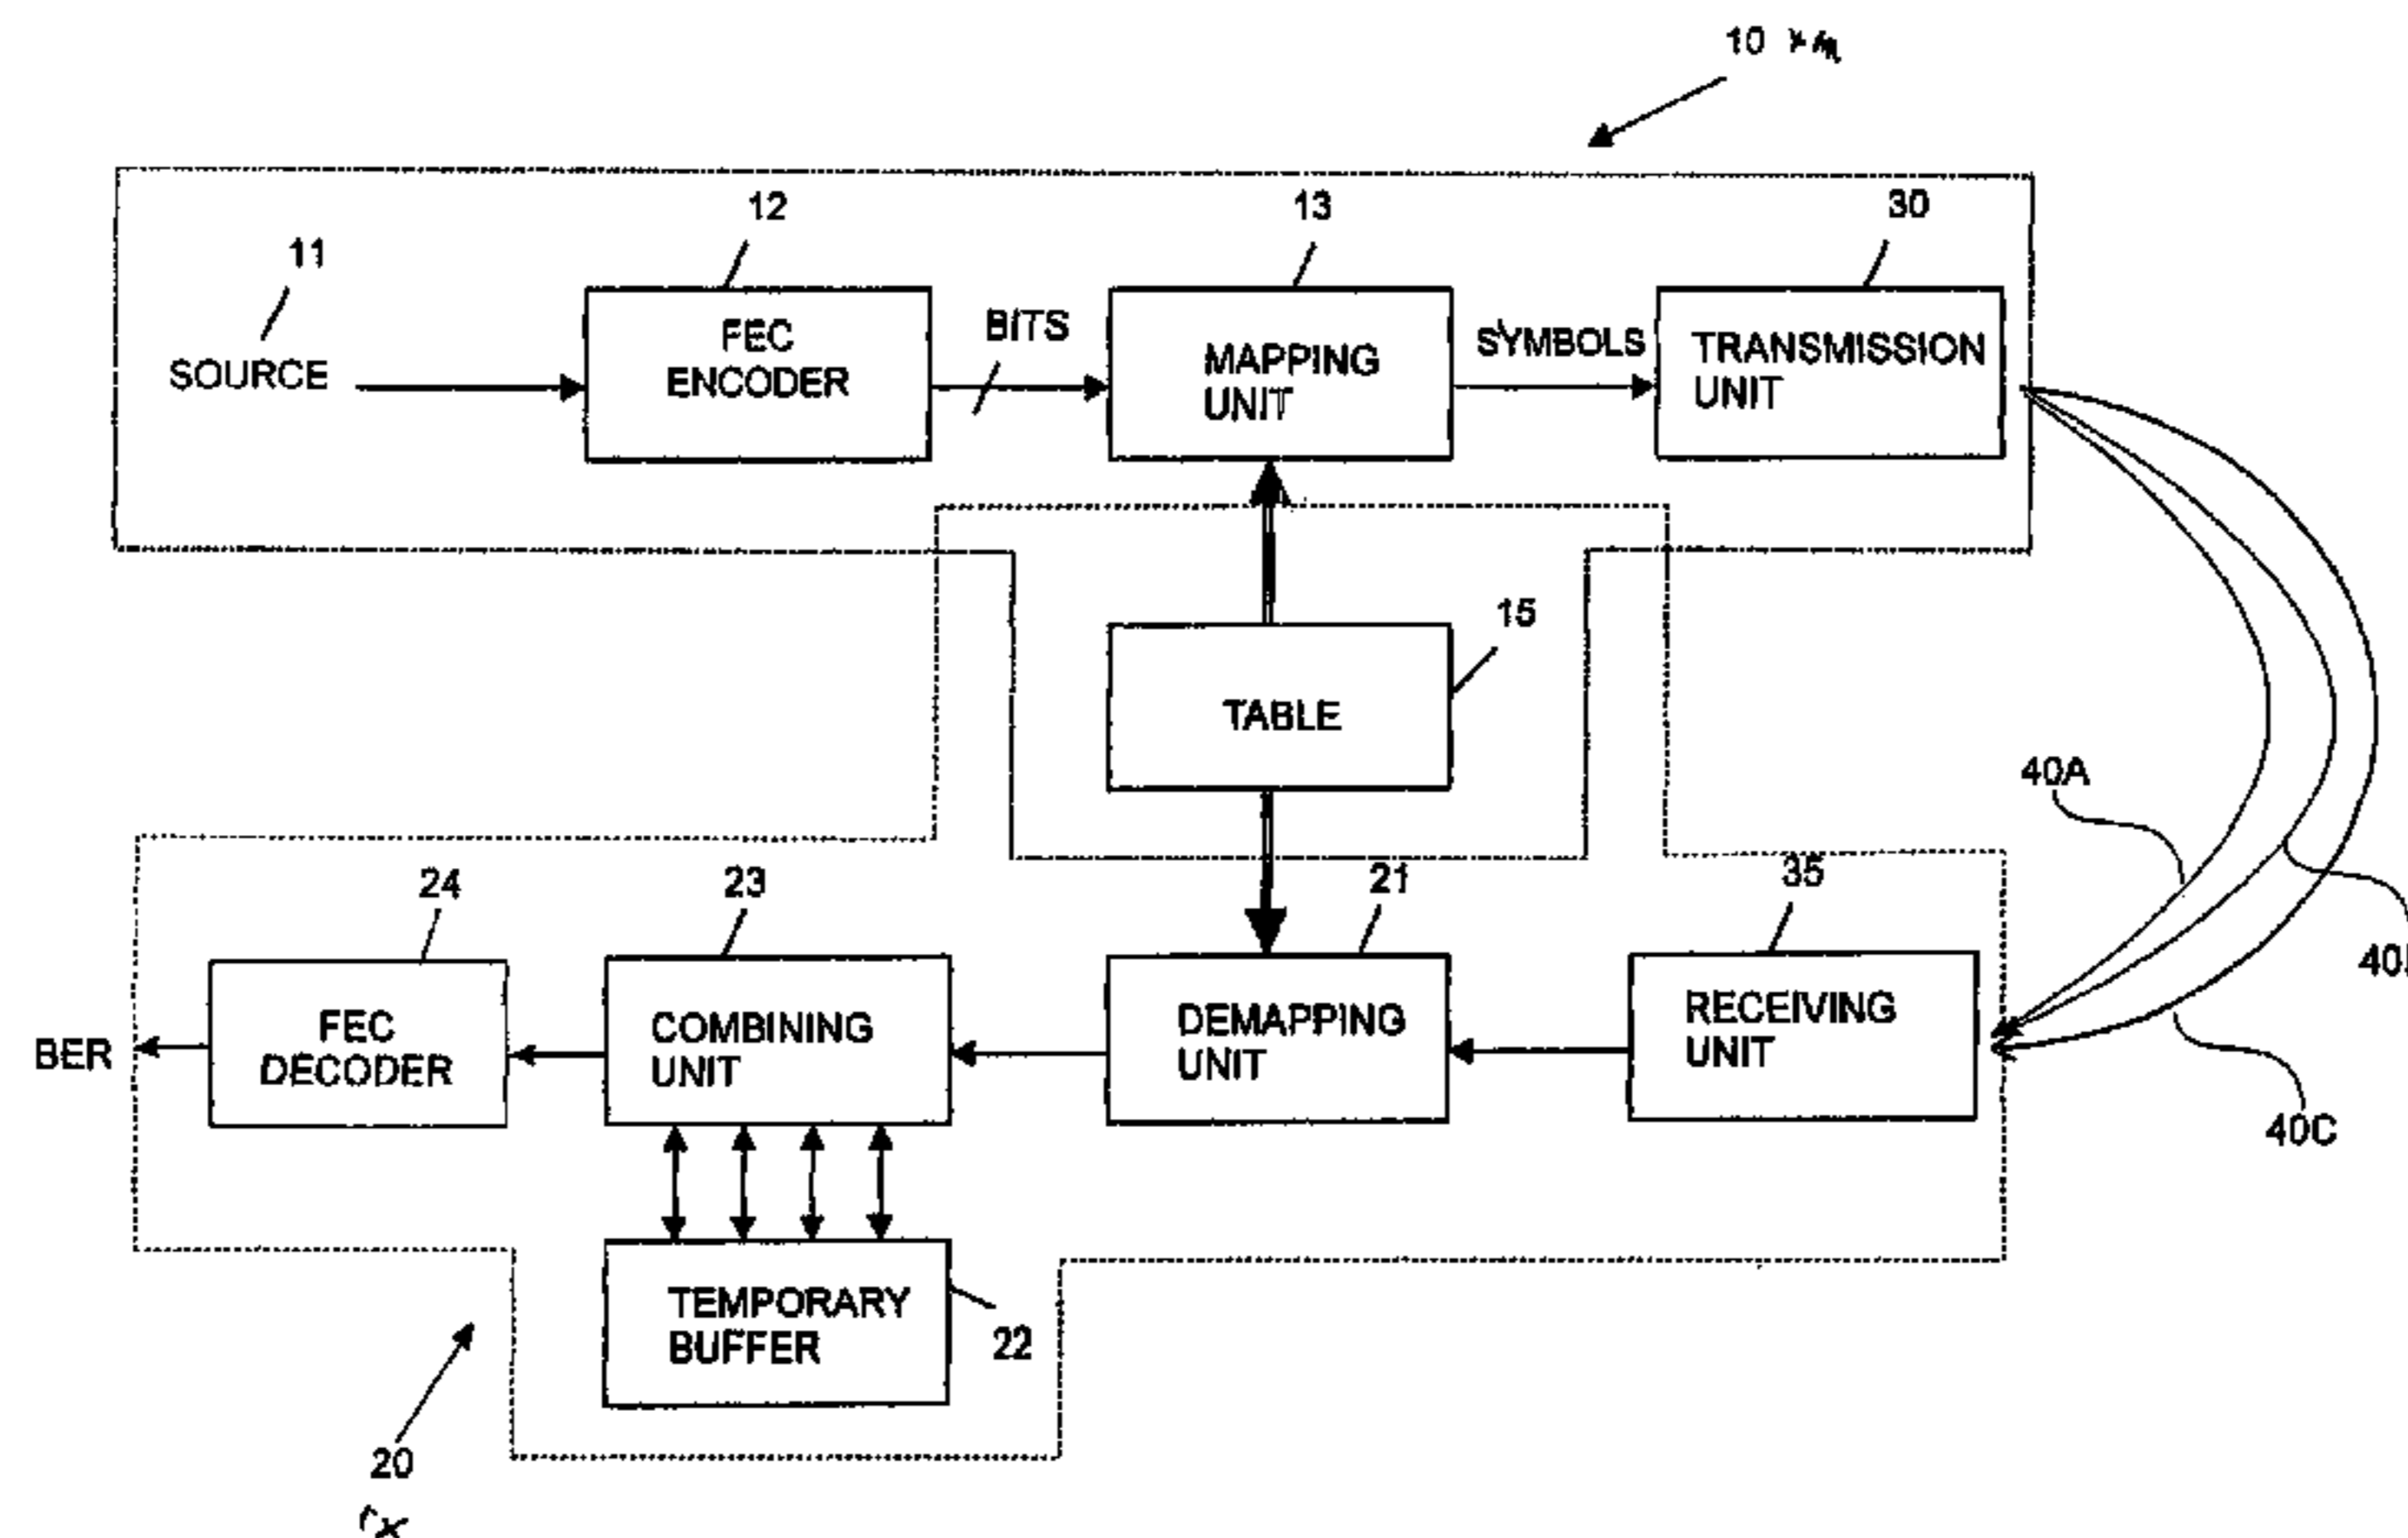 10
12
13
30
11
FEC
ENCODER
BITS
MAPPING
UNIT
SYMBOLS
TRANSMISSION
UNIT
SOURCE
15
TABLE
40A
24
23
21
35
FEC
DECODER
COMBINING
UNIT
DEMAPPING
UNIT
RECEIVING
UNIT
BER
40C
TEMPORARY
BUFFER
22
20
rx